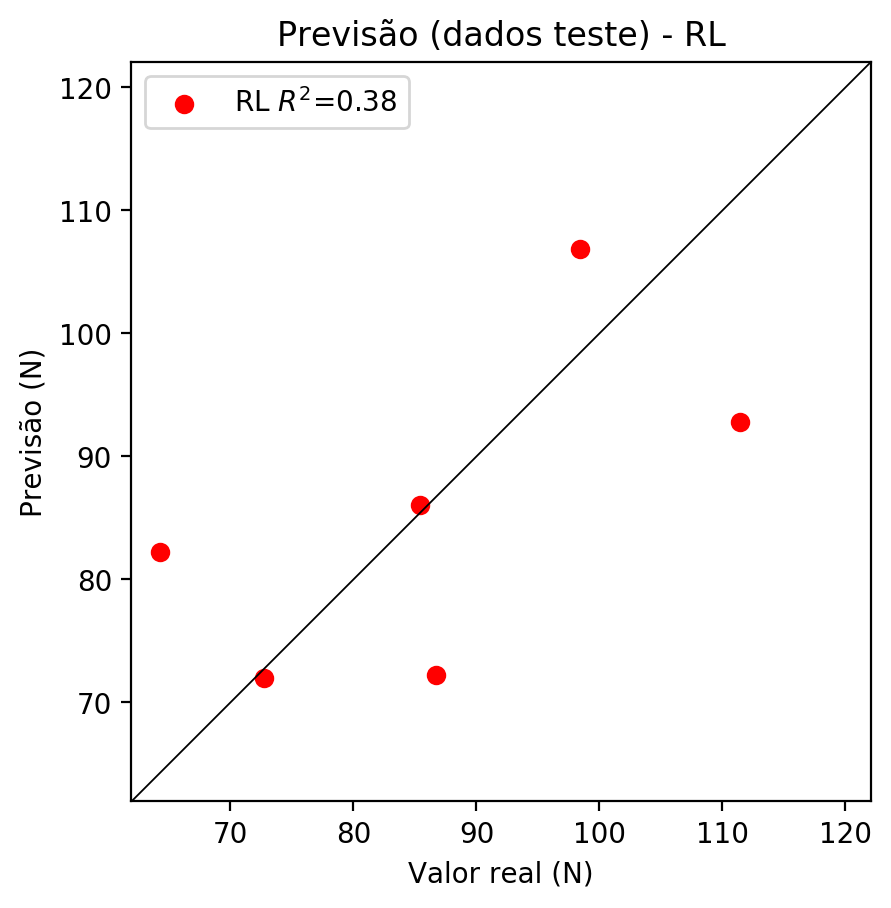 Previsão (dados teste) - RL
RL R²=0.38
120
110
100
90
80
70
Previsão (N)
70 80 90 100 110 120
Valor real (N)